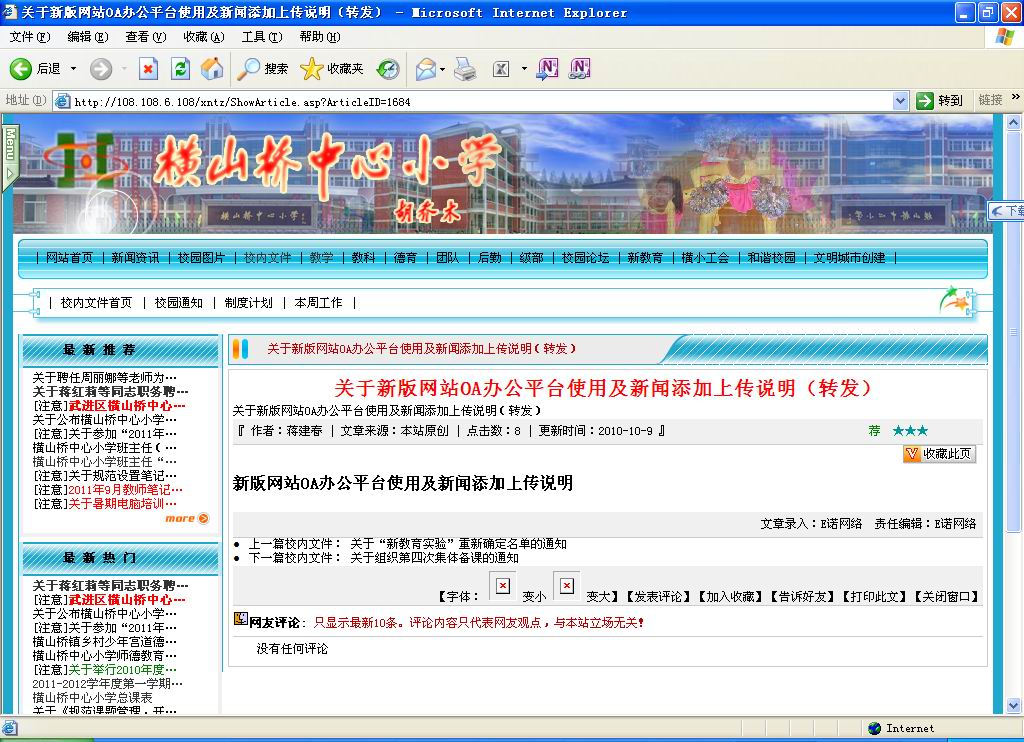 关于新版网站OA办公平台使用及新闻添加上传说明（转发） - Microsoft Internet Explorer
文件(F) 编辑(E) 查看(V) 收藏(A) 工具(T) 帮助(H)
后退 搜索 收藏夹
地址(D) http://108.108.6.108/xntz/ShowArticle.asp?ArticleID=1684 转到 链接 »
Menu
横山桥中心小学
胡乔木
横山桥中心小学
下载
| 网站首页 | 新闻资讯 | 校园图片 | 校内文件 | 教学 | 教科 | 德育 | 团队 | 后勤 | 级部 | 校园论坛 | 新教育 | 横小工会 | 和谐校园 | 文明城市创建 |
| 校内文件首页 | 校园通知 | 制度计划 | 本周工作 |
最 新 推 荐
关于聘任周丽娜等老师为…
关于蒋红莉等同志职务聘…
[注意]武进区横山桥中心…
关于公布横山桥中心小学…
[注意]关于参加“2011年…
横山桥中心小学班主任（…
横山桥中心小学班主任“…
[注意]关于规范设置笔记…
[注意]2011年9月教师笔记…
[注意]关于暑期电脑培训…
more
最 新 热 门
关于蒋红莉等同志职务聘…
[注意]武进区横山桥中心…
关于公布横山桥中心小学…
[注意]关于参加“2011年…
横山桥镇乡村少年宫道德…
横山桥中心小学师德教育…
[注意]关于举行2010年度…
2011-2012学年度第一学期…
横山桥中心小学总课表
关于《规范课题管理，开…
关于新版网站OA办公平台使用及新闻添加上传说明（转发）
关于新版网站OA办公平台使用及新闻添加上传说明（转发）
关于新版网站OA办公平台使用及新闻添加上传说明（转发）
『 作者：蒋建春 | 文章来源：本站原创 | 点击数：8 | 更新时间：2010-10-9 』 荐 ★★★
收藏此页
新版网站OA办公平台使用及新闻添加上传说明
文章录入：E诺网络 责任编辑：E诺网络
● 上一篇校内文件： 关于“新教育实验”重新确定名单的通知
● 下一篇校内文件： 关于组织第四次集体备课的通知
【字体： 变小 变大】【发表评论】【加入收藏】【告诉好友】【打印此文】【关闭窗口】
网友评论：只显示最新10条。评论内容只代表网友观点，与本站立场无关！
没有任何评论
Internet